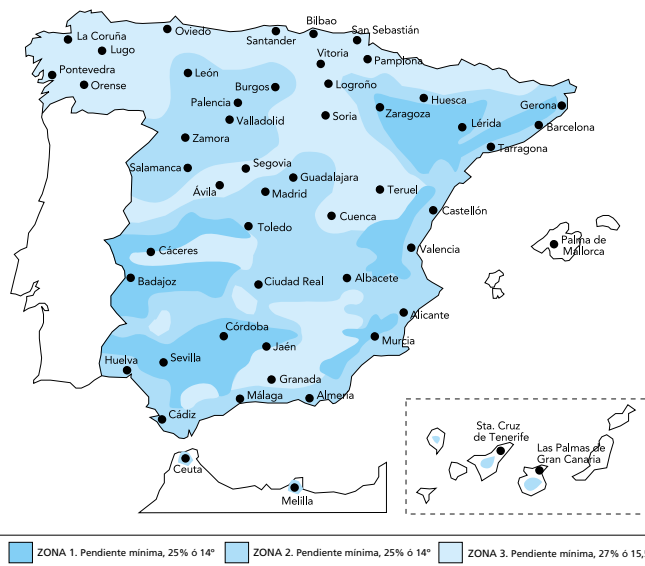 Bilbao
La Coruña
Oviedo
Santander
San Sebastián
Lugo
Vitoria
Pamplona
Pontevedra
León
Orense
Burgos
Logroño
Palencia
Huesca
Gerona
Valladolid
Soria
Zaragoza
Lérida
Barcelona
Zamora
Tarragona
Salamanca
Segovia
Guadalajara
Ávila
Madrid
Teruel
Castellón
Cuenca
Toledo
Cáceres
Valencia
Palma de
Mallorca
Badajoz
Ciudad Real
Albacete
Alicante
Córdoba
Murcia
Jaén
Huelva
Sevilla
Granada
Málaga
Almeria
Cádiz
Sta. Cruz
de Tenerife
Las Palmas de
Gran Canaria
Ceuta
Melilla
ZONA 1. Pendiente mínima, 25% ó 14º
ZONA 2. Pendiente mínima, 25% ó 14º
ZONA 3. Pendiente mínima, 27% ó 15,